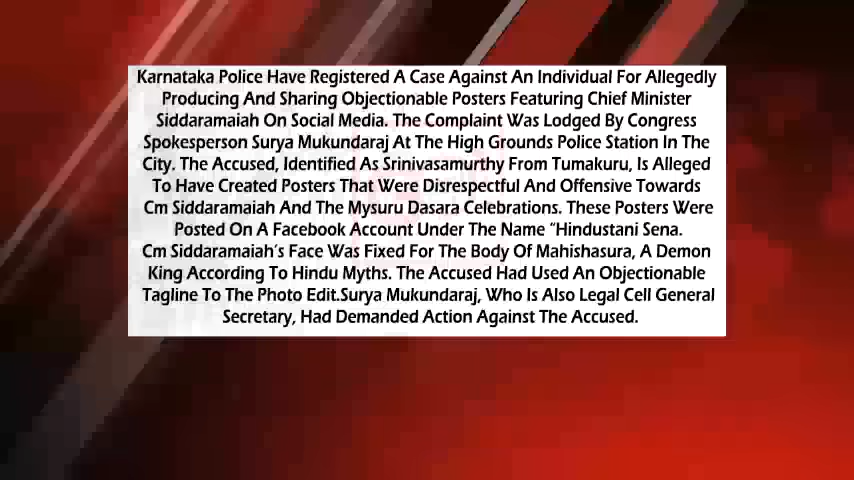 Karnataka Police Have Registered A Case Against An Individual For Allegedly
Producing And Sharing Objectionable Posters Featuring Chief Minister
Siddaramaiah On Social Media. The Complaint Was Lodged By Congress
Spokesperson Surya Mukundaraj At The High Grounds Police Station In The
City. The Accused, Identified As Srinivasamurthy From Tumakuru, Is Alleged
To Have Created Posters That Were Disrespectful And Offensive Towards
Cm Siddaramaiah And The Mysuru Dasara Celebrations. These Posters Were
Posted On A Facebook Account Under The Name “Hindustani Sena.
Cm Siddaramaiah’s Face Was Fixed For The Body Of Mahishasura, A Demon
King According To Hindu Myths. The Accused Had Used An Objectionable
Tagline To The Photo Edit.Surya Mukundaraj, Who Is Also Legal Cell General
Secretary, Had Demanded Action Against The Accused.